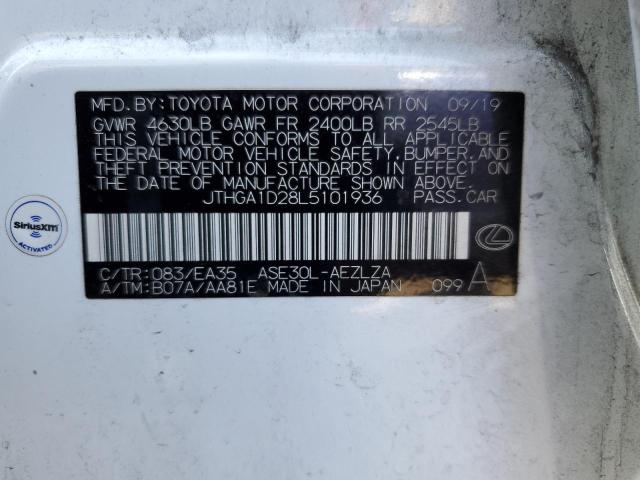 MFD.BY:TOYOTA MOTOR CORPORATION 09/19
GVWR 4630LB GAWR FR 2400LB RR 2545LB
THIS VEHICLE CONFORMS TO ALL APPLICABLE
FEDERAL MOTOR VEHICLE SAFETY,BUMPER,AND
THEFT PREVENTION STANDARDS IN EFFECT ON
THE DATE OF MANUFACTURE SHOWN ABOVE.
JTHGA1D28L5101936 PASS.CAR
C/TR:083/EA35 ASE30L-AEZLZA
A/TM:B07A/AA81E MADE IN JAPAN 099 A
SiriusXM
ACTIVATED